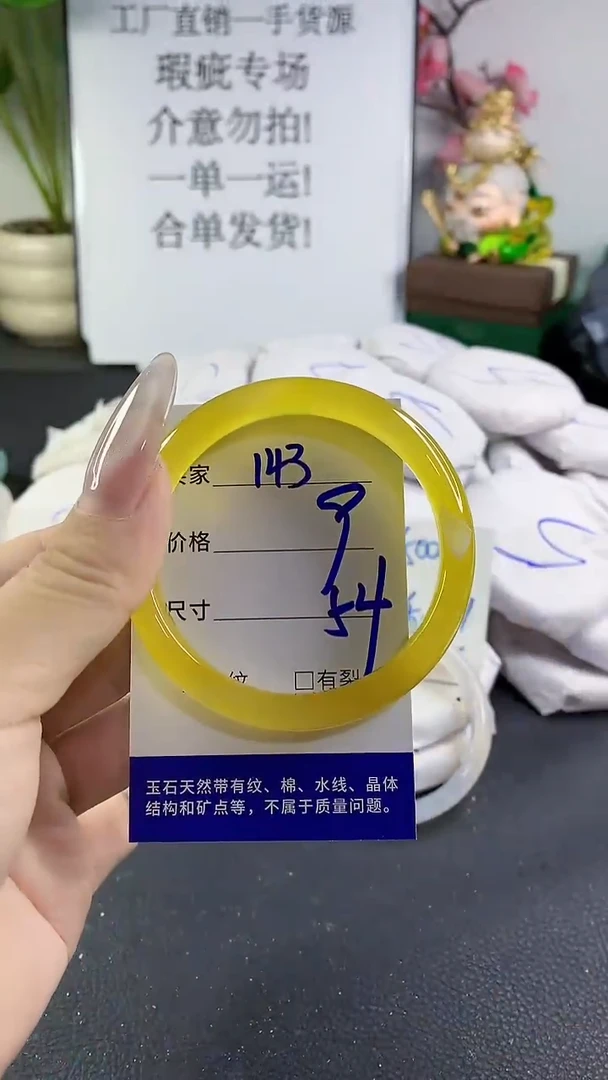 工厂直销一手货源
瑕疵专场
介意勿拍!
一单一运!
合单发货!
家 143
价格
尺寸 54
纹 □有裂
玉石天然带有纹、棉、水线、晶体
结构和矿点等，不属于质量问题。